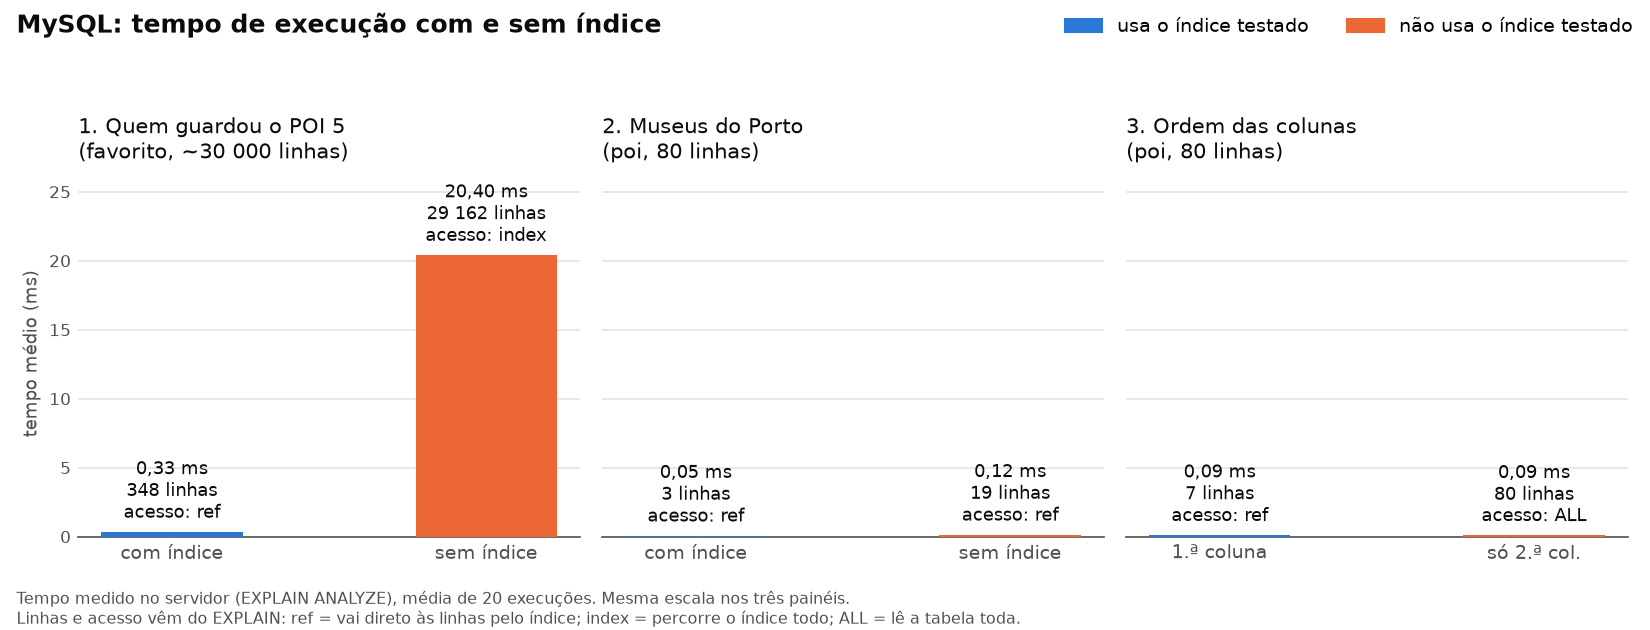 MySQL: tempo de execução com e sem índice
usa o índice testado
não usa o índice testado
1. Quem guardou o POI 5
(favorito, ~30 000 linhas)
2. Museus do Porto
(poi, 80 linhas)
3. Ordem das colunas
(poi, 80 linhas)
tempo médio (ms)
25
20
15
10
5
0
0,33 ms
348 linhas
acesso: ref
com índice
20,40 ms
29 162 linhas
acesso: index
sem índice
0,05 ms
3 linhas
acesso: ref
com índice
0,12 ms
19 linhas
acesso: ref
sem índice
0,09 ms
7 linhas
acesso: ref
1.ª coluna
0,09 ms
80 linhas
acesso: ALL
só 2.ª col.
Tempo medido no servidor (EXPLAIN ANALYZE), média de 20 execuções. Mesma escala nos três painéis.
Linhas e acesso vêm do EXPLAIN: ref = vai direto às linhas pelo índice; index = percorre o índice todo; ALL = lê a tabela toda.